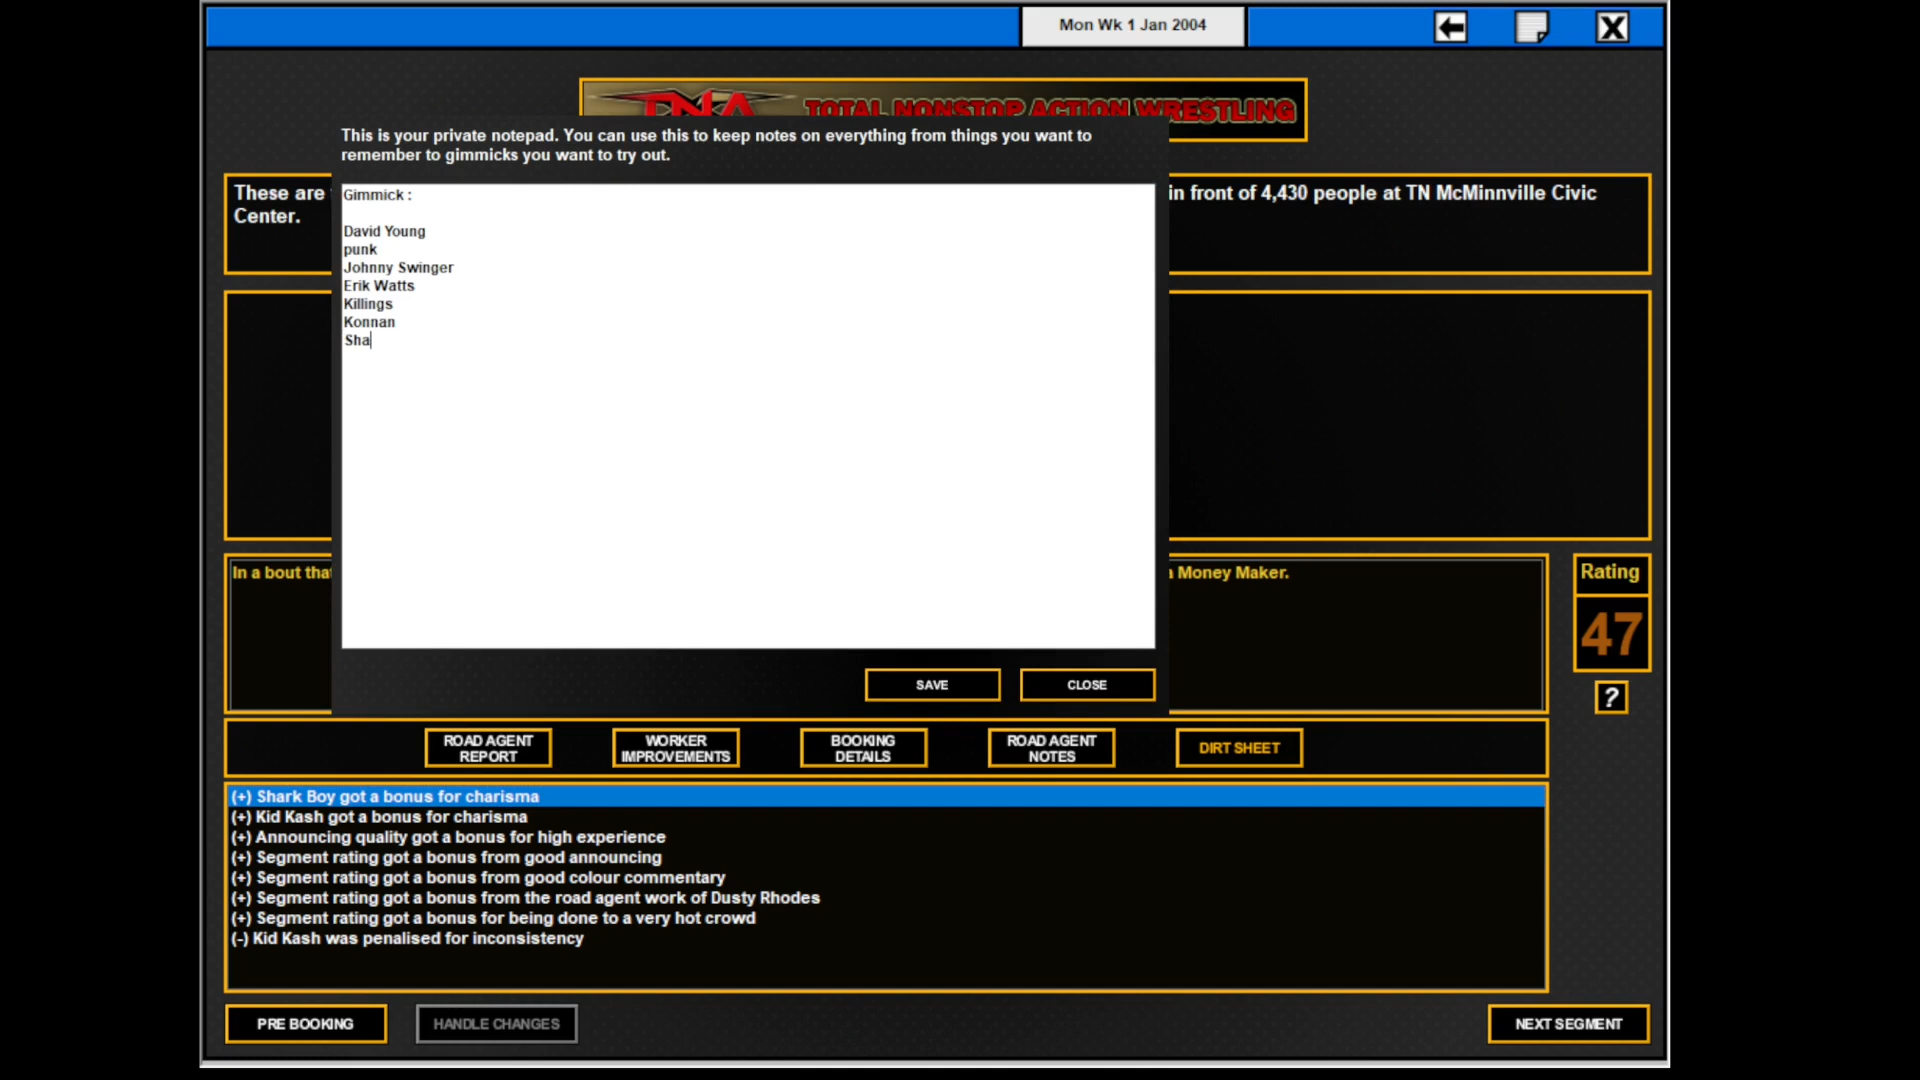 Mon Wk 1 Jan 2004
TNA TOTAL NONSTOP ACTION WRESTLING
This is your private notepad. You can use this to keep notes on everything from things you want to
remember to gimmicks you want to try out.
These are
in front of 4,430 people at TN McMinnville Civic
Center.
Gimmick :
David Young
punk
Johnny Swinger
Erik Watts
Killings
Konnan
Sha
In a bout
Money Maker.
Rating
47
?
SAVE
CLOSE
ROAD AGENT
REPORT
WORKER
IMPROVEMENTS
BOOKING
DETAILS
ROAD AGENT
NOTES
DIRT SHEET
(+) Shark Boy got a bonus for charisma
(+) Kid Kash got a bonus for charisma
(+) Announcing quality got a bonus for high experience
(+) Segment rating got a bonus from good announcing
(+) Segment rating got a bonus from good colour commentary
(+) Segment rating got a bonus from the road agent work of Dusty Rhodes
(+) Segment rating got a bonus for being done to a very hot crowd
(-) Kid Kash was penalised for inconsistency
PRE BOOKING
HANDLE CHANGES
NEXT SEGMENT